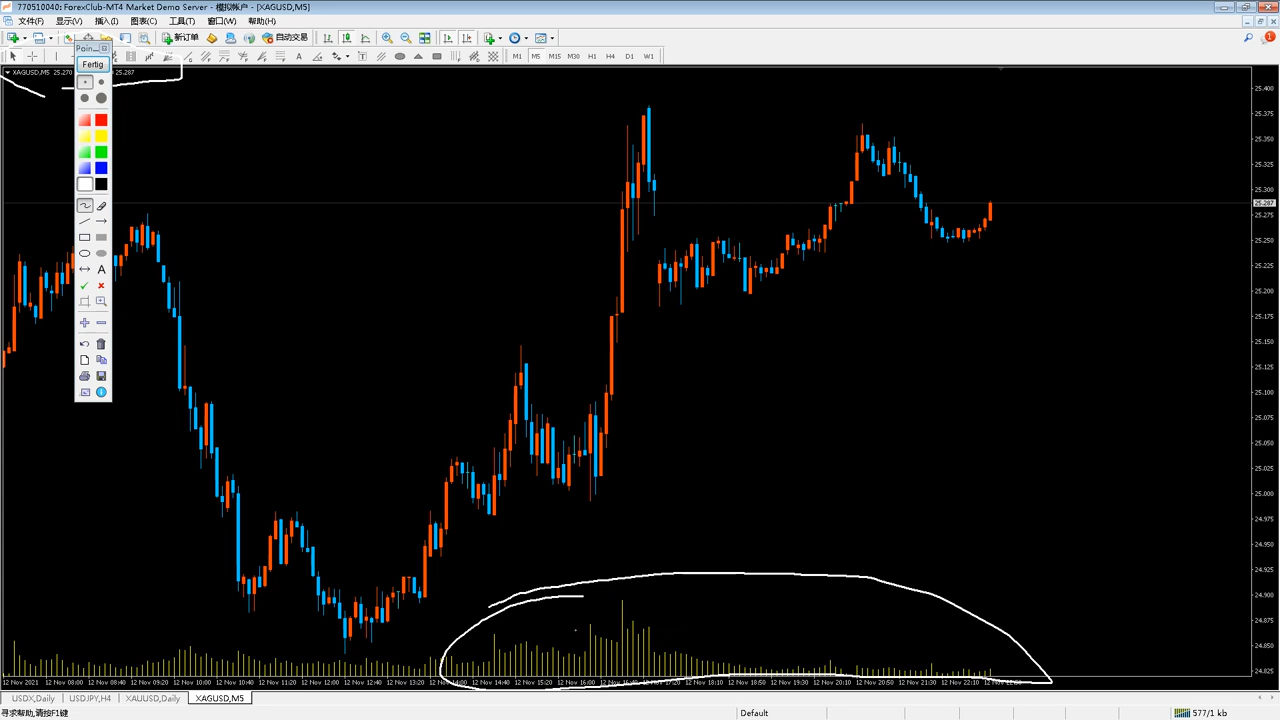 770510040: ForexClub-MT4 Market Demo Server - 模拟帐户 - [XAGUSD,M5]
文件(F) 显示(V) 插入(I) 图表(C) 工具(T) 窗口(W) 帮助(H)
新订单 自动交易
M1 M5 M15 M30 H1 H4 D1 W1 MN
Poin...
Fertig
XAGUSD,M5 25.270 25.287
A
25.400
25.375
25.350
25.325
25.300
25.287
25.275
25.250
25.225
25.200
25.175
25.150
25.125
25.100
25.075
25.050
25.025
25.000
24.975
24.950
24.925
24.900
24.875
24.850
24.825
12 Nov 2021 12 Nov 08:00 12 Nov 08:40 12 Nov 09:20 12 Nov 10:00 12 Nov 10:40 12 Nov 11:20 12 Nov 12:00 12 Nov 12:40 12 Nov 13:20 12 Nov 14:00 12 Nov 14:40 12 Nov 15:20 12 Nov 16:00 12 Nov 16:40 12 Nov 17:20 12 Nov 18:10 12 Nov 18:50 12 Nov 19:30 12 Nov 20:10 12 Nov 20:50 12 Nov 21:30 12 Nov 22:10
USDX,Daily USDJPY,H4 XAUUSD,Daily XAGUSD,M5
寻求帮助,请按F1键 Default 577/1 kb